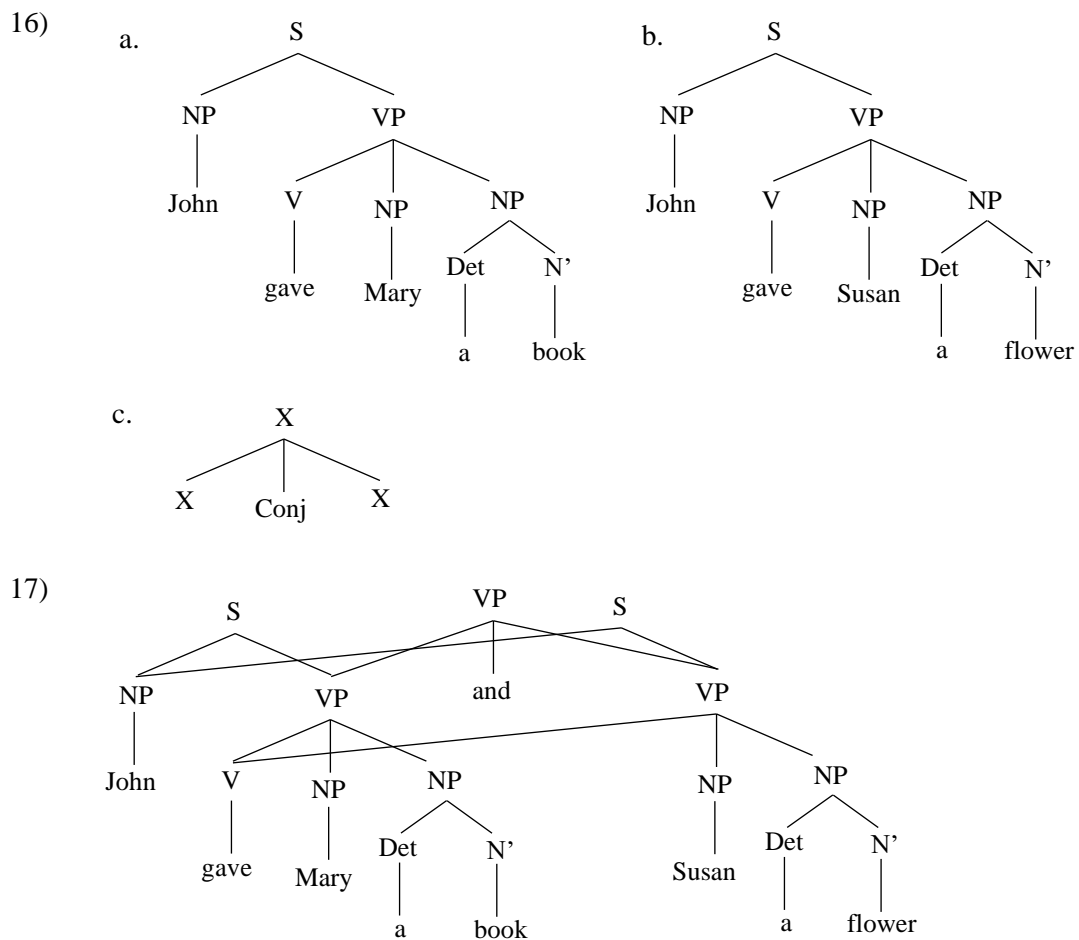 16)
a. S b. S
NP VP NP VP
John V NP NP John V NP NP
gave Mary Det N’ gave Susan Det N’
a book a flower
c. X
X Conj X
17)
S VP S
NP VP and VP
John V NP NP NP NP
gave Mary Det N’ Susan Det N’
a book a flower